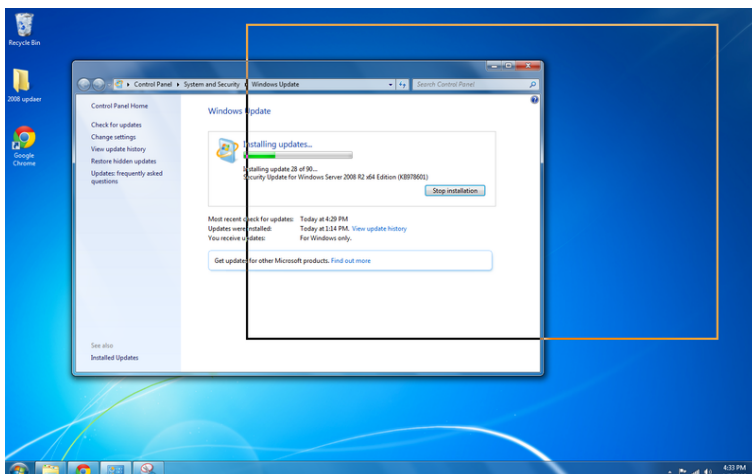 Recycle Bin
2008 updaer
Google
Chrome
Control Panel
System and Security
Windows Update
Search Control Panel
Control Panel Home
Check for updates
Change settings
View update history
Restore hidden updates
Updates: frequently asked
questions
See also
Installed Updates
Windows Update
Installing updates...
Installing update 28 of 90...
Security Update for Windows Server 2008 R2 x64 Edition (KB978601)
Stop installation
Most recent check for updates: Today at 4:29 PM
Updates were installed: Today at 1:14 PM. View update history
You receive updates: For Windows only.
Get updates for other Microsoft products. Find out more
4:33 PM